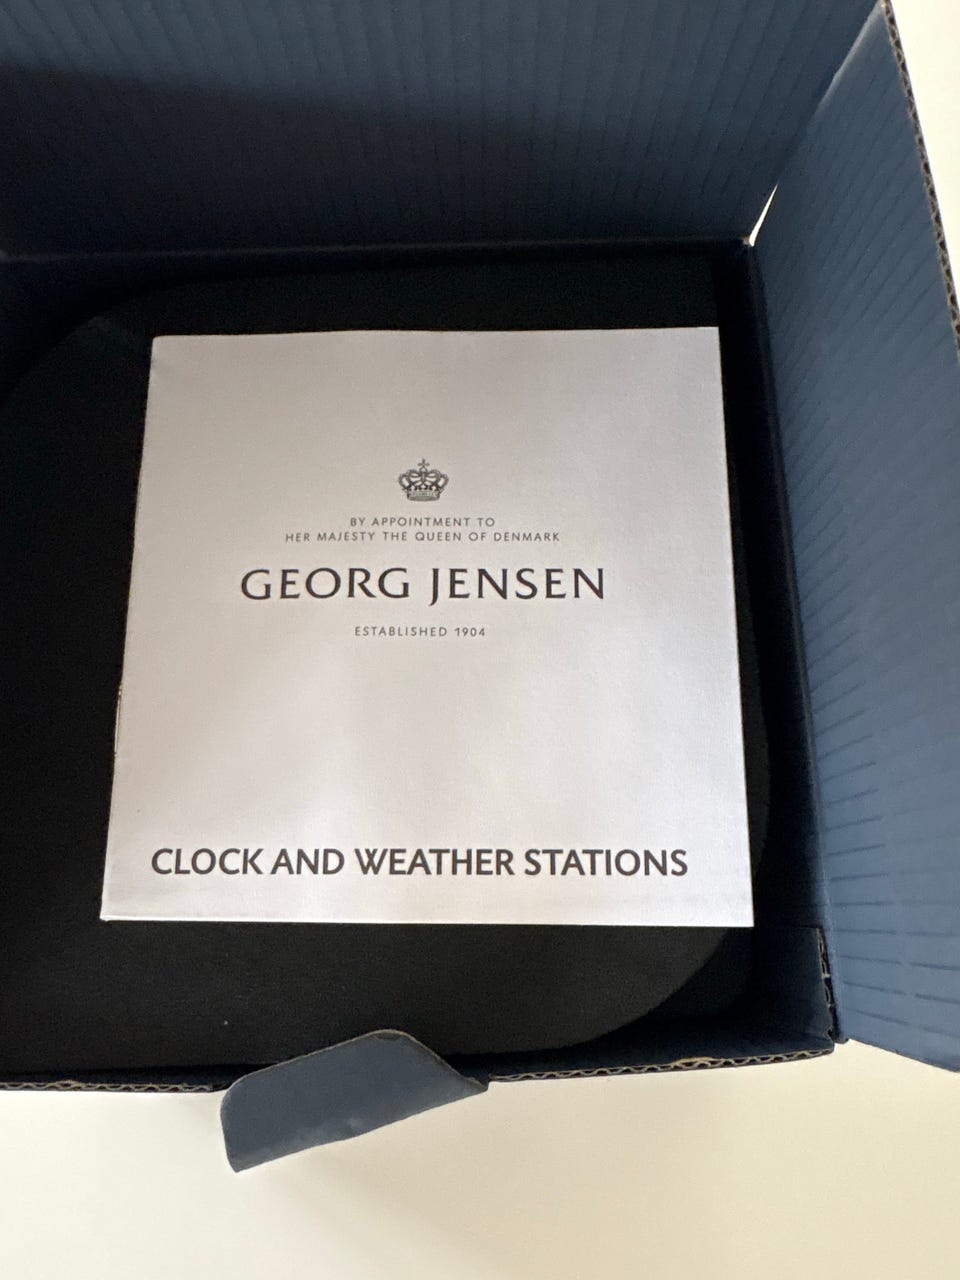 BY APPOINTMENT TO
HER MAJESTY THE QUEEN OF DENMARK
GEORG JENSEN
ESTABLISHED 1904
CLOCK AND WEATHER STATIONS